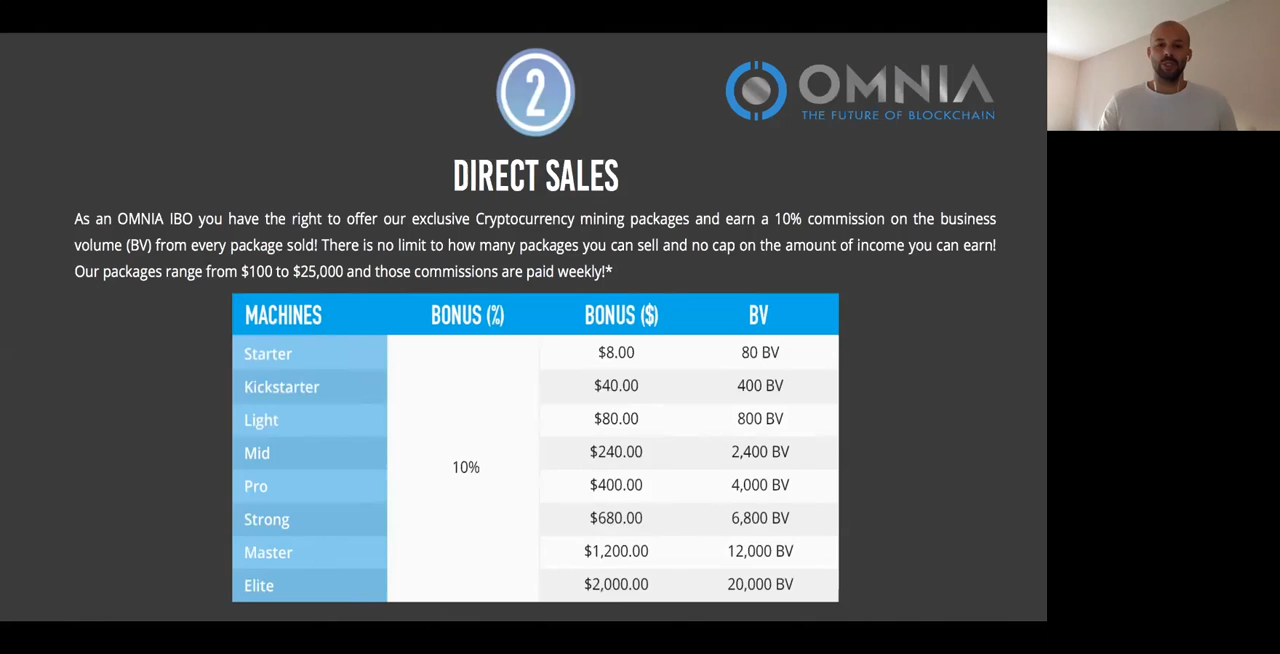 2
OMNIA
THE FUTURE OF BLOCKCHAIN
DIRECT SALES
As an OMNIA IBO you have the right to offer our exclusive Cryptocurrency mining packages and earn a 10% commission on the business
volume (BV) from every package sold! There is no limit to how many packages you can sell and no cap on the amount of income you can earn!
Our packages range from $100 to $25,000 and those commissions are paid weekly!*
MACHINES BONUS (%) BONUS ($) BV
Starter $8.00 80 BV
Kickstarter $40.00 400 BV
Light $80.00 800 BV
Mid $240.00 2,400 BV
10%
Pro $400.00 4,000 BV
Strong $680.00 6,800 BV
Master $1,200.00 12,000 BV
Elite $2,000.00 20,000 BV